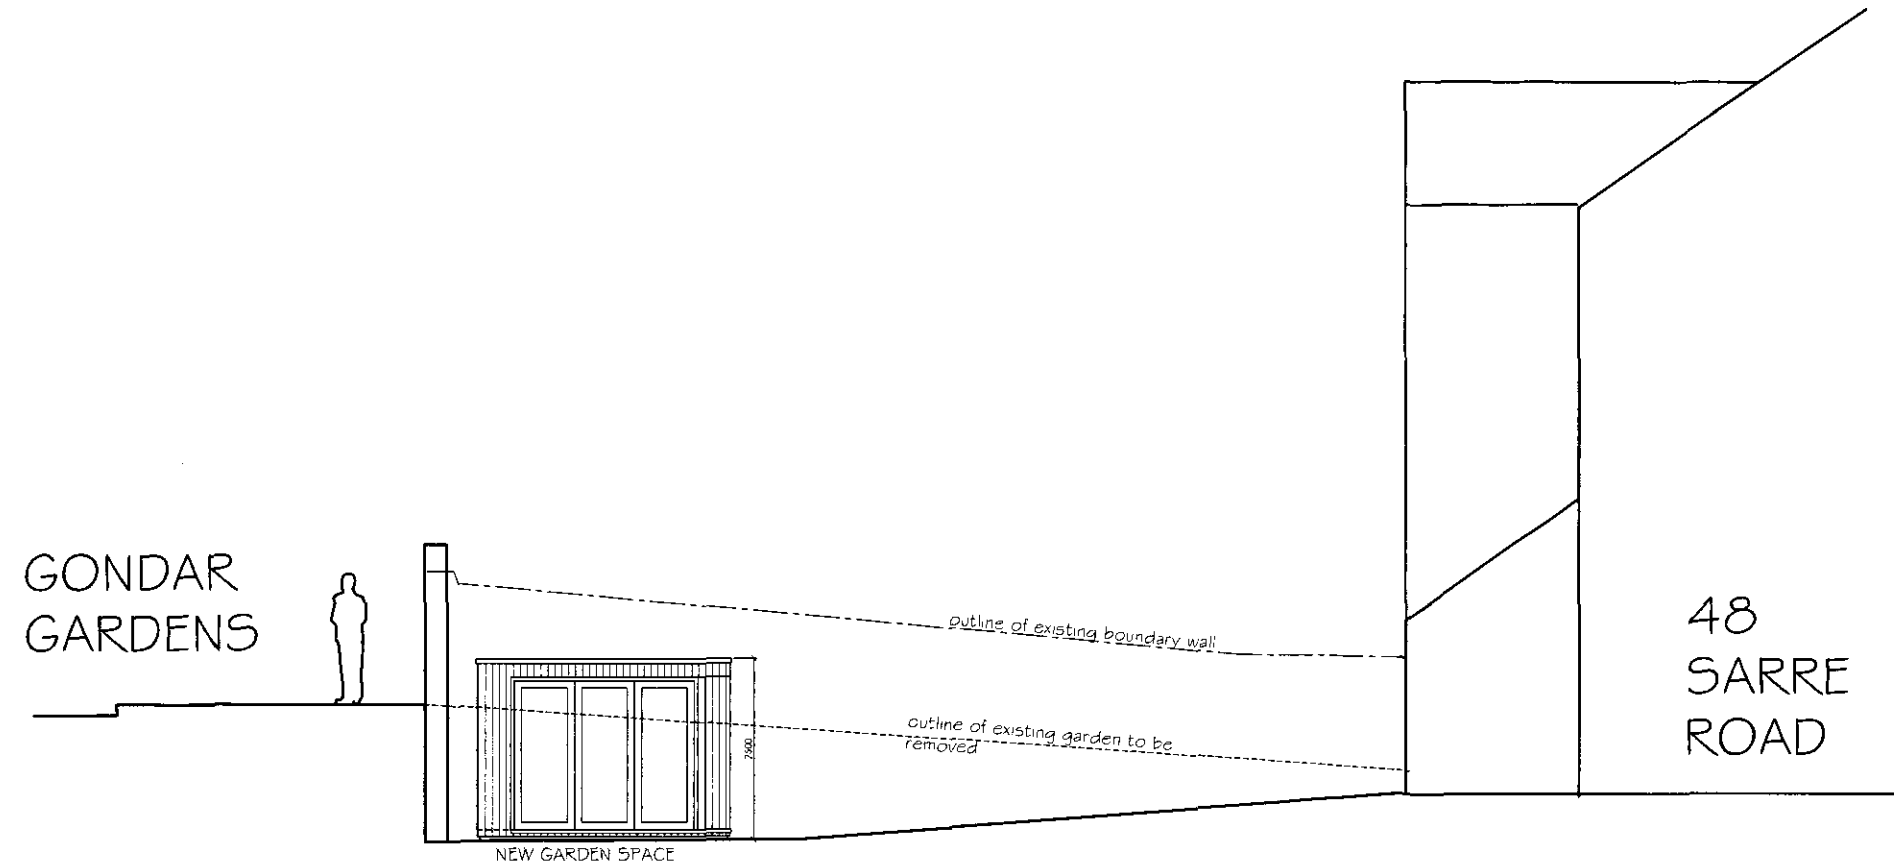 GONDAR
GARDENS
outline of existing boundary wall
outline of existing garden to be
removed
2500
NEW GARDEN SPACE
48
SARRE
ROAD